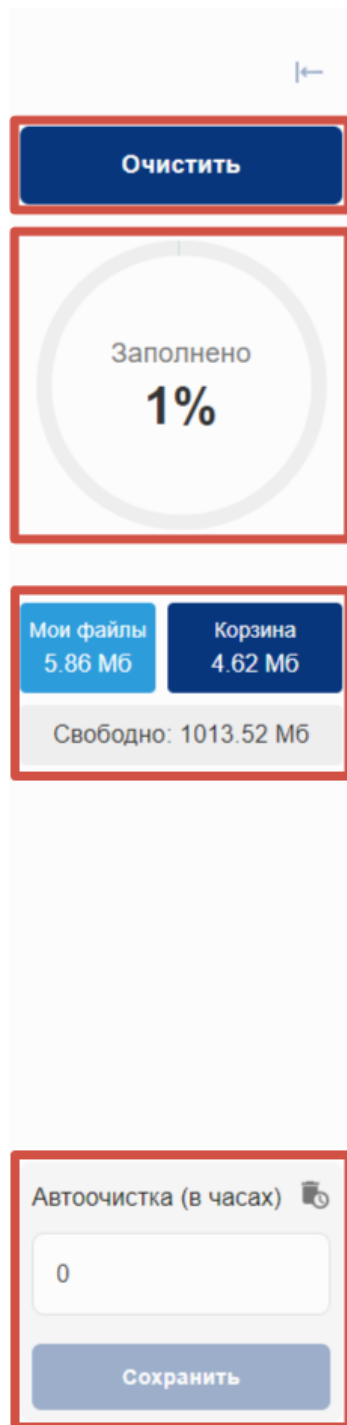 Очистить
Заполнено
1%
Мои файлы
5.86 Мб
Корзина
4.62 Мб
Свободно: 1013.52 Мб
Автоочистка (в часах)
0
Сохранить